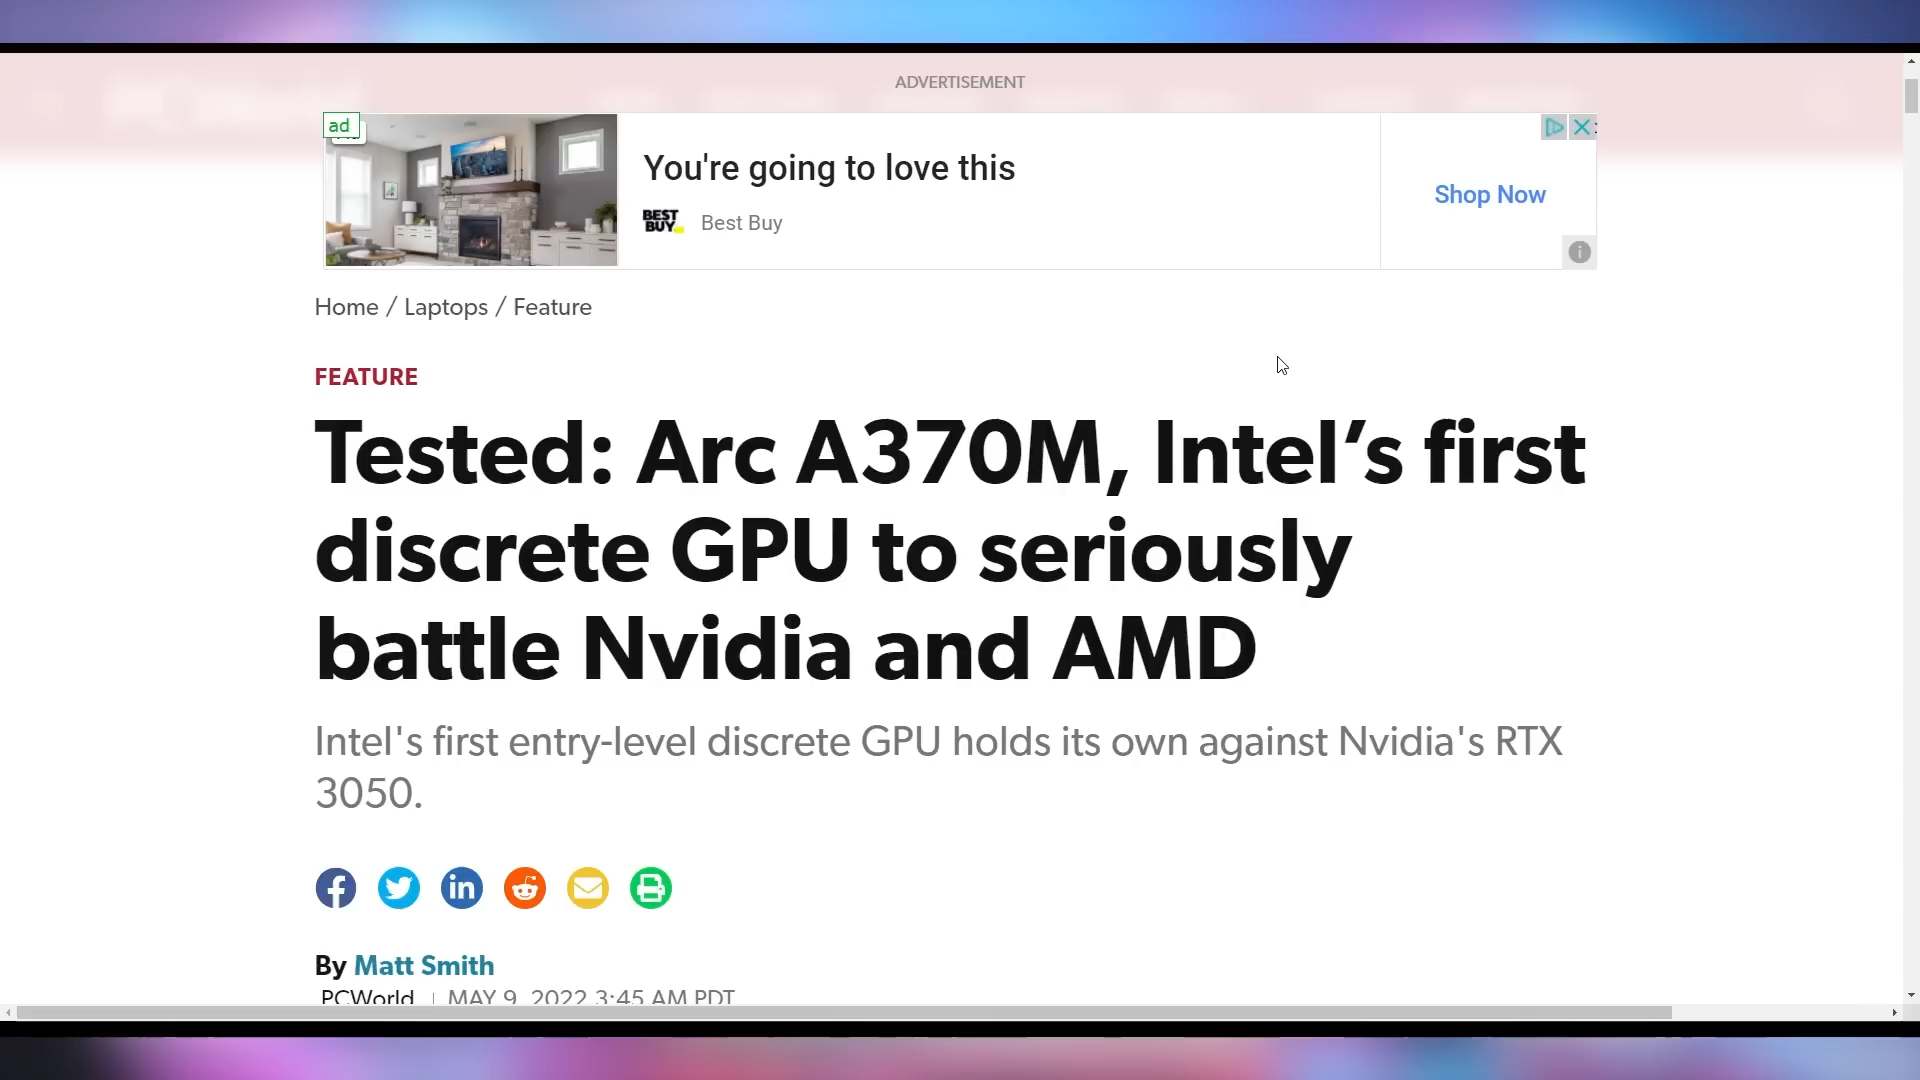 ADVERTISEMENT
ad
You're going to love this
BEST
BUY
Best Buy
Shop Now
Home / Laptops / Feature
FEATURE
Tested: Arc A370M, Intel’s first
discrete GPU to seriously
battle Nvidia and AMD
Intel's first entry-level discrete GPU holds its own against Nvidia's RTX
3050.
By Matt Smith
PCWorld | MAY 9, 2022 3:45 AM PDT